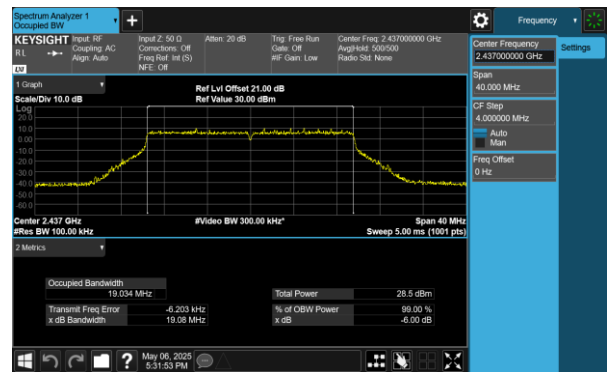 Spectrum Analyzer 1
Occupied BW
Frequency
KEYSIGHT
RL
LW
Input: RF
Coupling: AC
Align: Auto
Input Z: 50 Ω
Corrections: Off
Freq Ref: Int (S)
NFE: Off
Atten: 20 dB
Trig: Free Run
Gate: Off
#IF Gain: Low
Center Freq: 2.437000000 GHz
Avg|Hold: 500/500
Radio Std: None
Center Frequency
2.437000000 GHz
Settings
Span
40.000 MHz
CF Step
4.000000 MHz
Auto
Man
Freq Offset
0 Hz
1 Graph
Scale/Div 10.0 dB
Ref Lvl Offset 21.00 dB
Ref Value 30.00 dBm
Log
20.0
10.0
0.00
-10.0
-20.0
-30.0
-40.0
-50.0
-60.0
Center 2.437 GHz
#Video BW 300.00 kHz*
Span 40 MHz
#Res BW 100.00 kHz
Sweep 5.00 ms (1001 pts)
2 Metrics
Occupied Bandwidth
19.034 MHz
Total Power 28.5 dBm
Transmit Freq Error -6.203 kHz
% of OBW Power 99.00 %
x dB Bandwidth 19.08 MHz
x dB -6.00 dB
May 06, 2025
5:31:53 PM